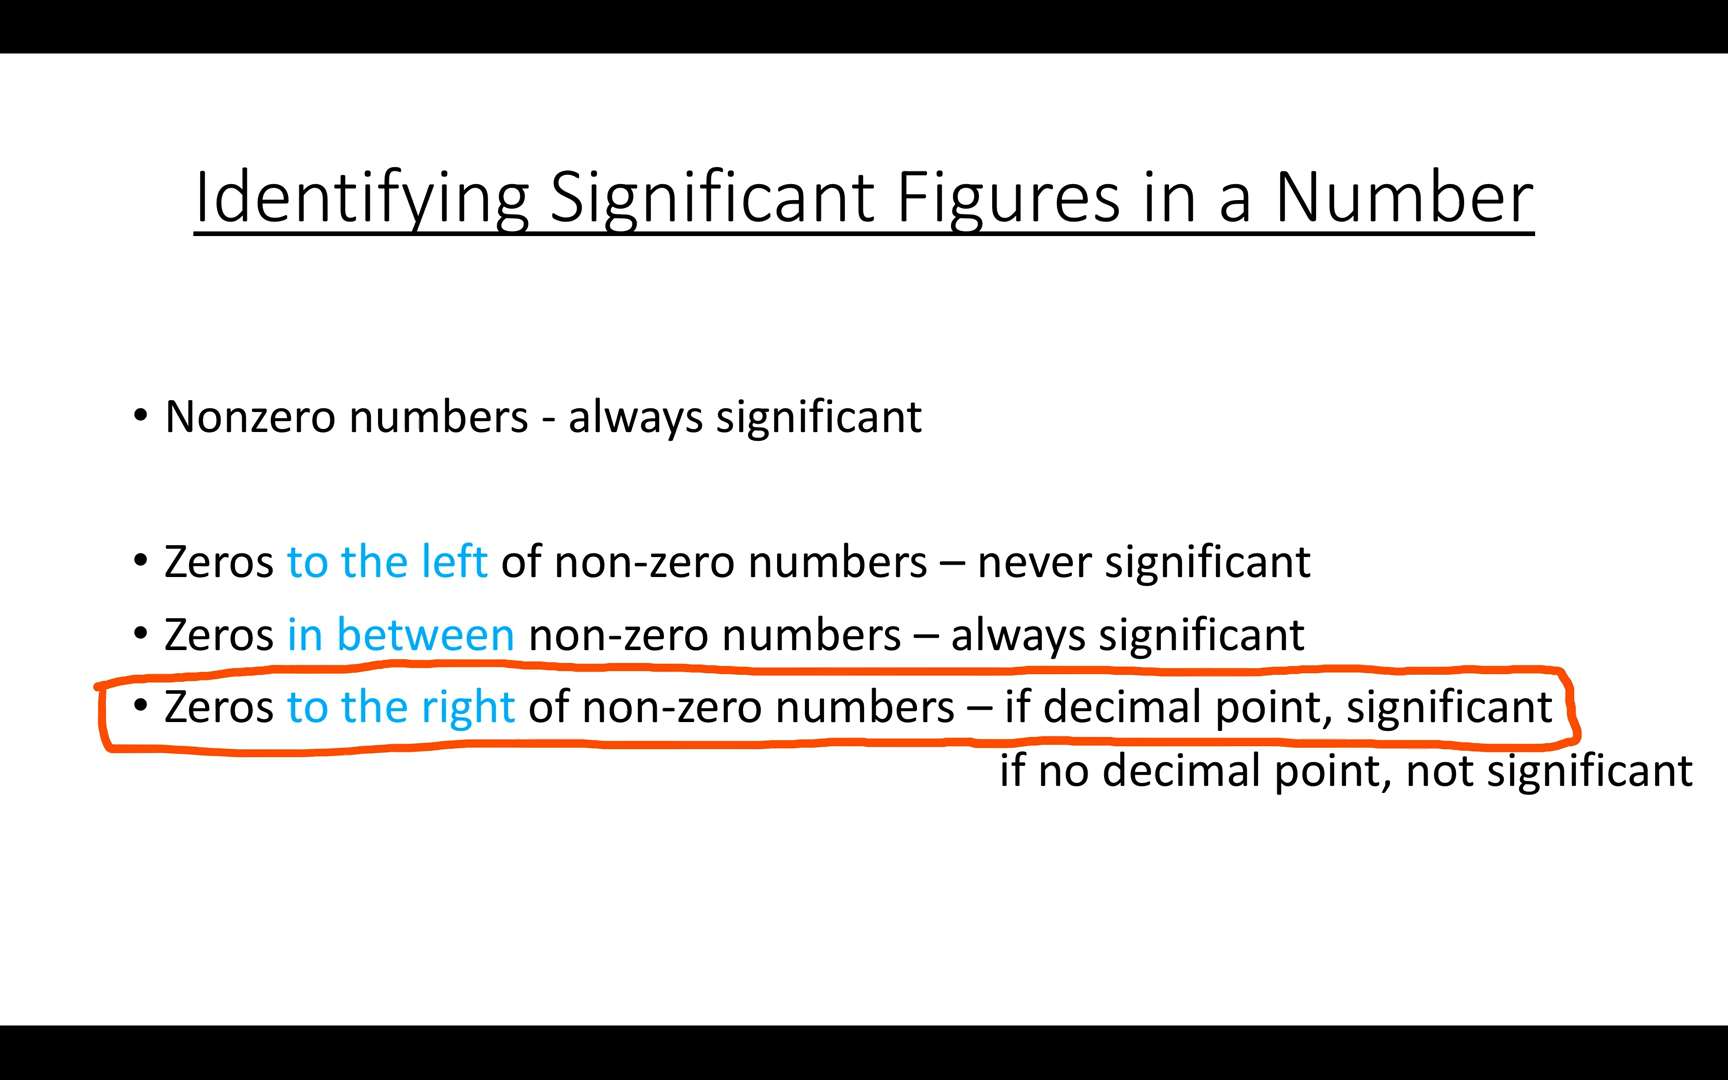 Identifying Significant Figures in a Number
• Nonzero numbers - always significant
• Zeros to the left of non-zero numbers – never significant
• Zeros in between non-zero numbers – always significant
• Zeros to the right of non-zero numbers – if decimal point, significant
if no decimal point, not significant